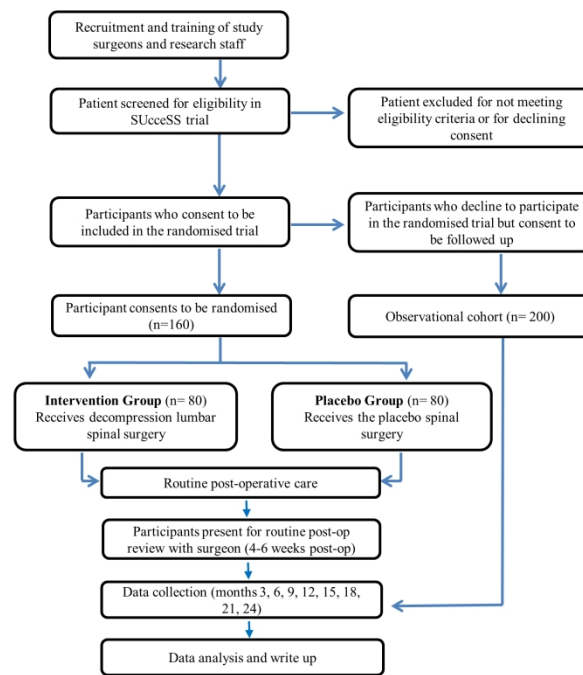 Recruitment and training of study
surgeons and research staff
Patient screened for eligibility in
SUcceSS trial
Patient excluded for not meeting
eligibility criteria or for declining
consent
Participants who consent to be
included in the randomised trial
Participants who decline to participate
in the randomised trial but consent to
be followed up
Participant consents to be randomised
(n=160)
Observational cohort (n= 200)
Intervention Group (n= 80)
Receives decompression lumbar
spinal surgery
Placebo Group (n= 80)
Receives the placebo spinal
surgery
Routine post-operative care
Participants present for routine post-op
review with surgeon (4-6 weeks post-op)
Data collection (months 3, 6, 9, 12, 15, 18,
21, 24)
Data analysis and write up